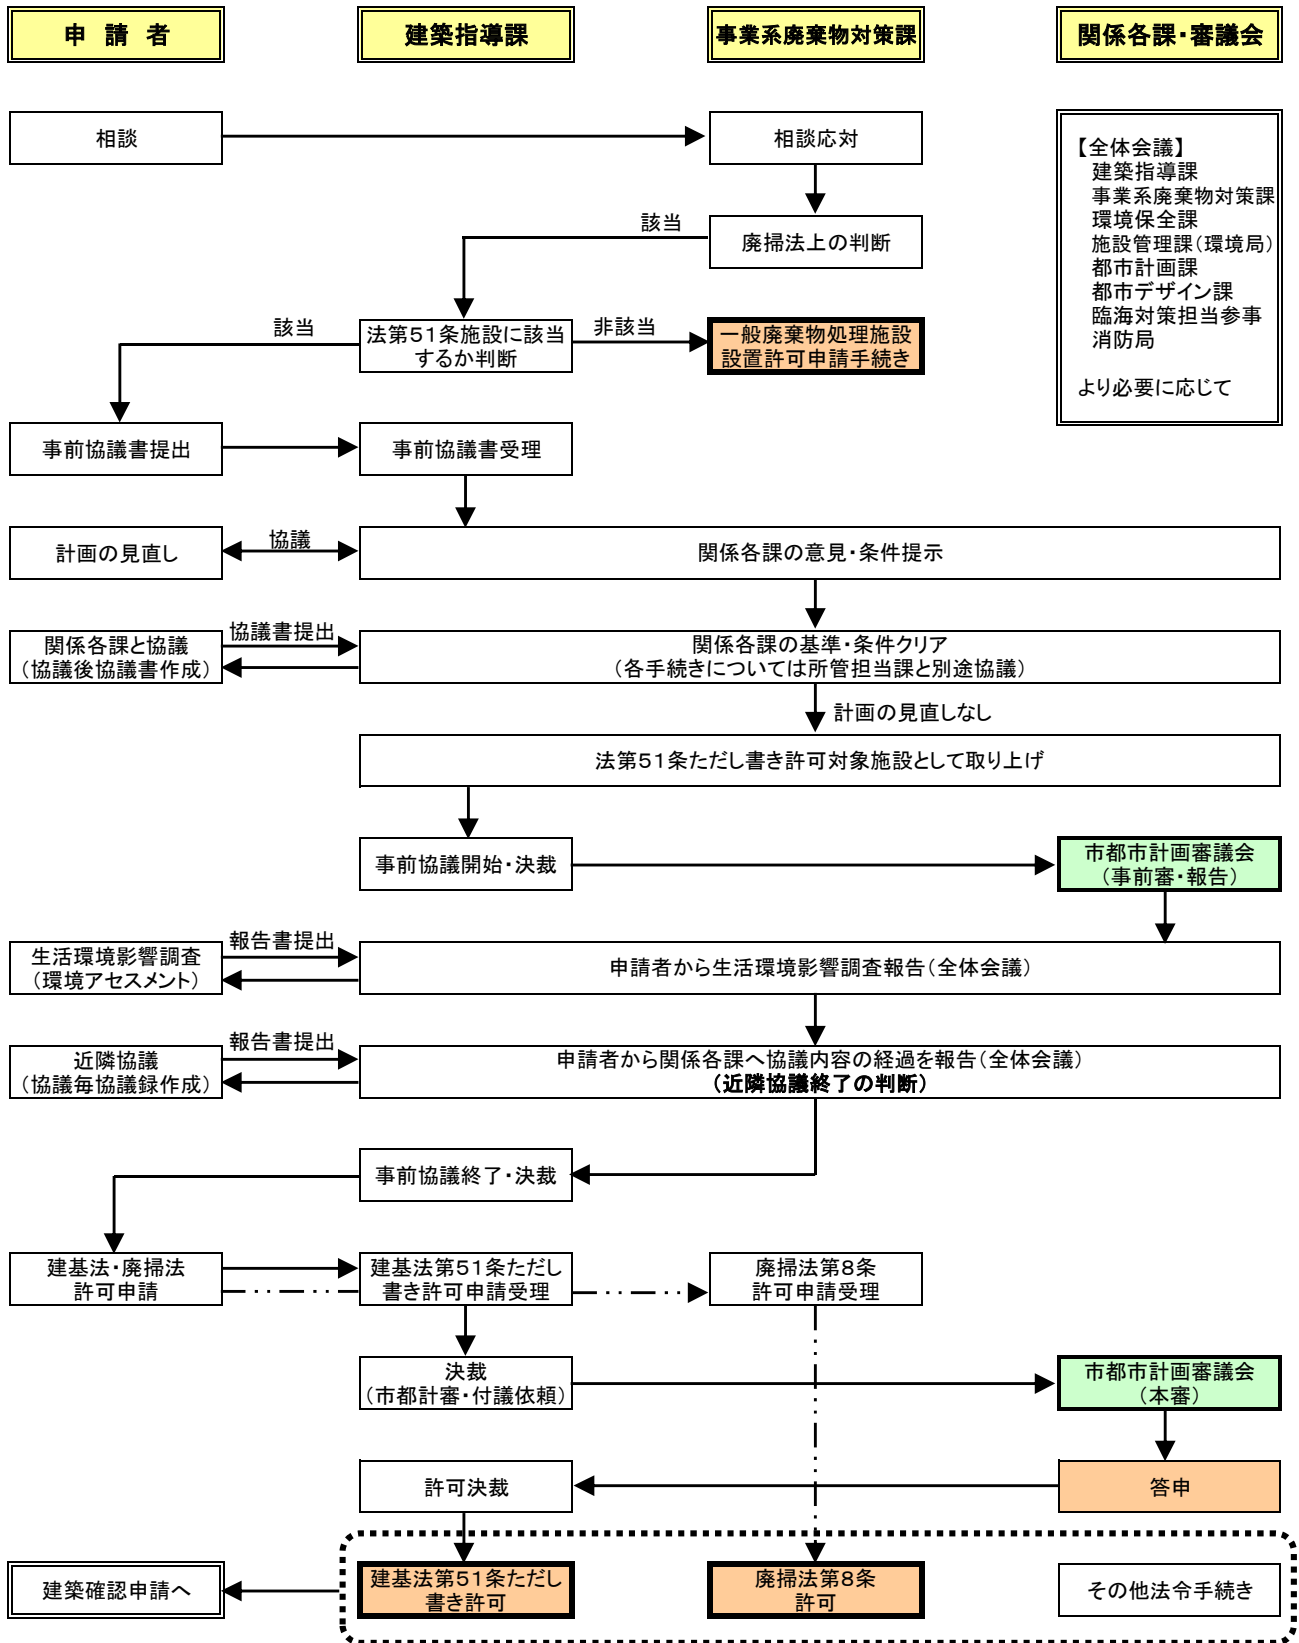 申 請 者
建築指導課
事業系廃棄物対策課
関係各課・審議会
相談
相談応対
【全体会議】
建築指導課
事業系廃棄物対策課
環境保全課
施設管理課（環境局）
都市計画課
都市デザイン課
臨海対策担当参事
消防局
より必要に応じて
該当
廃掃法上の判断
該当
法第51条施設に該当
するか判断
非該当
一般廃棄物処理施設
設置許可申請手続き
事前協議書提出
事前協議書受理
計画の見直し
協議
関係各課の意見・条件提示
関係各課と協議
（協議後協議書作成）
協議書提出
関係各課の基準・条件クリア
（各手続きについては所管担当課と別途協議）
計画の見直しなし
法第51条ただし書き許可対象施設として取り上げ
事前協議開始・決裁
市都市計画審議会
（事前審・報告）
生活環境影響調査
（環境アセスメント）
報告書提出
申請者から生活環境影響調査報告（全体会議）
近隣協議
（協議毎協議録作成）
報告書提出
申請者から関係各課へ協議内容の経過を報告（全体会議）
（近隣協議終了の判断）
事前協議終了・決裁
建基法・廃掃法
許可申請
建基法第51条ただし
書き許可申請受理
廃掃法第8条
許可申請受理
決裁
（市都計審・付議依頼）
市都市計画審議会
（本審）
許可決裁
答申
建築確認申請へ
建基法第51条ただし
書き許可
廃掃法第8条
許可
その他法令手続き